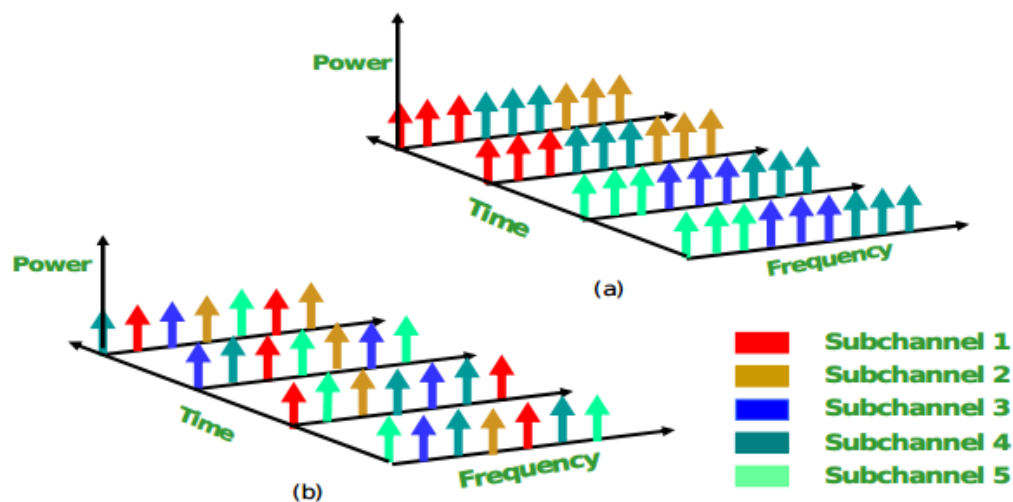 Power
Time
Frequency
(a)
Power
Time
Frequency
(b)
Subchannel 1
Subchannel 2
Subchannel 3
Subchannel 4
Subchannel 5